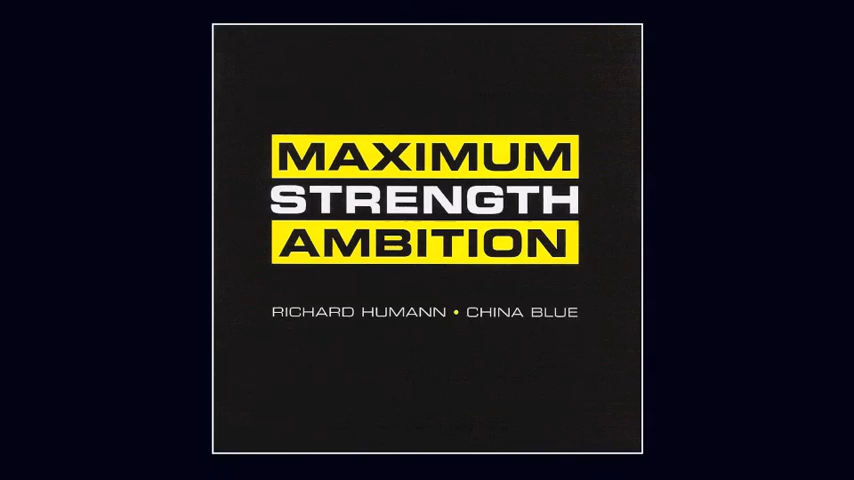 MAXIMUM
STRENGTH
AMBITION
RICHARD HUMANN • CHINA BLUE